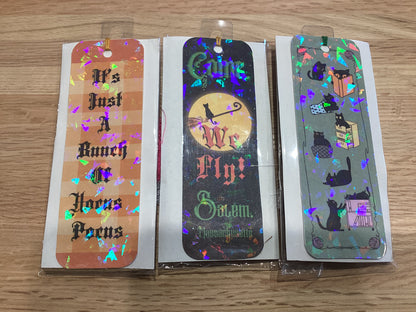 It's
Just
A
Bunch
Of
Hocus
Pocus
Come
We
Fly!
Salem,
Massachusetts